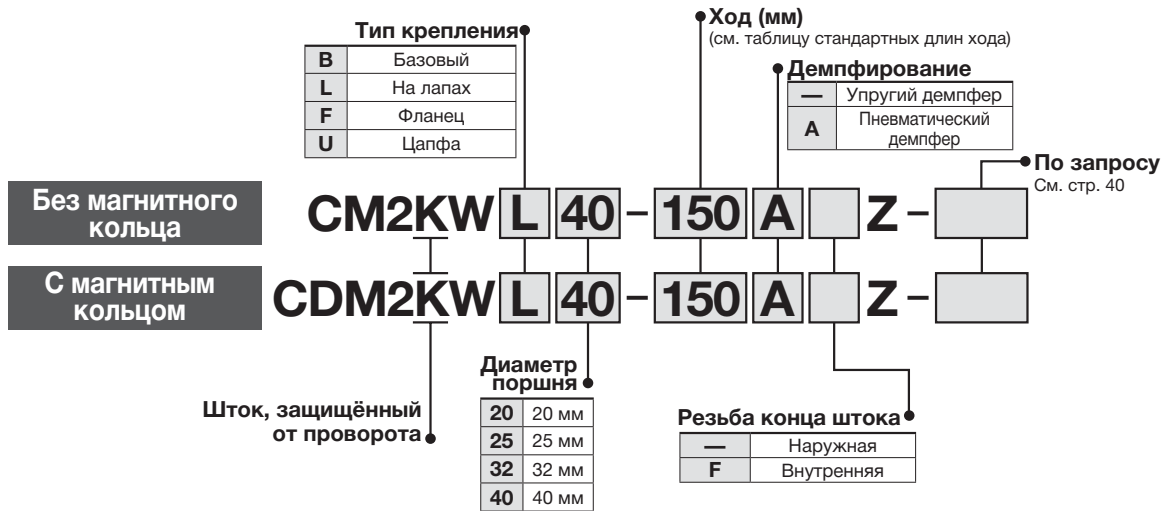 Тип крепления
B Базовый
L На лапах
F Фланец
U Цапфа
Ход (мм)
(см. таблицу стандартных длин хода)
Демпфирование
— Упругий демпфер
A Пневматический
демпфер
По запросу
См. стр. 40
Без магнитного
кольца
CM2KW L 40 – 150 A Z –
С магнитным
кольцом
CDM2KW L 40 – 150 A Z –
Шток, защищённый
от проворота
Диаметр
поршня
20 20 мм
25 25 мм
32 32 мм
40 40 мм
Резьба конца штока
— Наружная
F Внутренняя